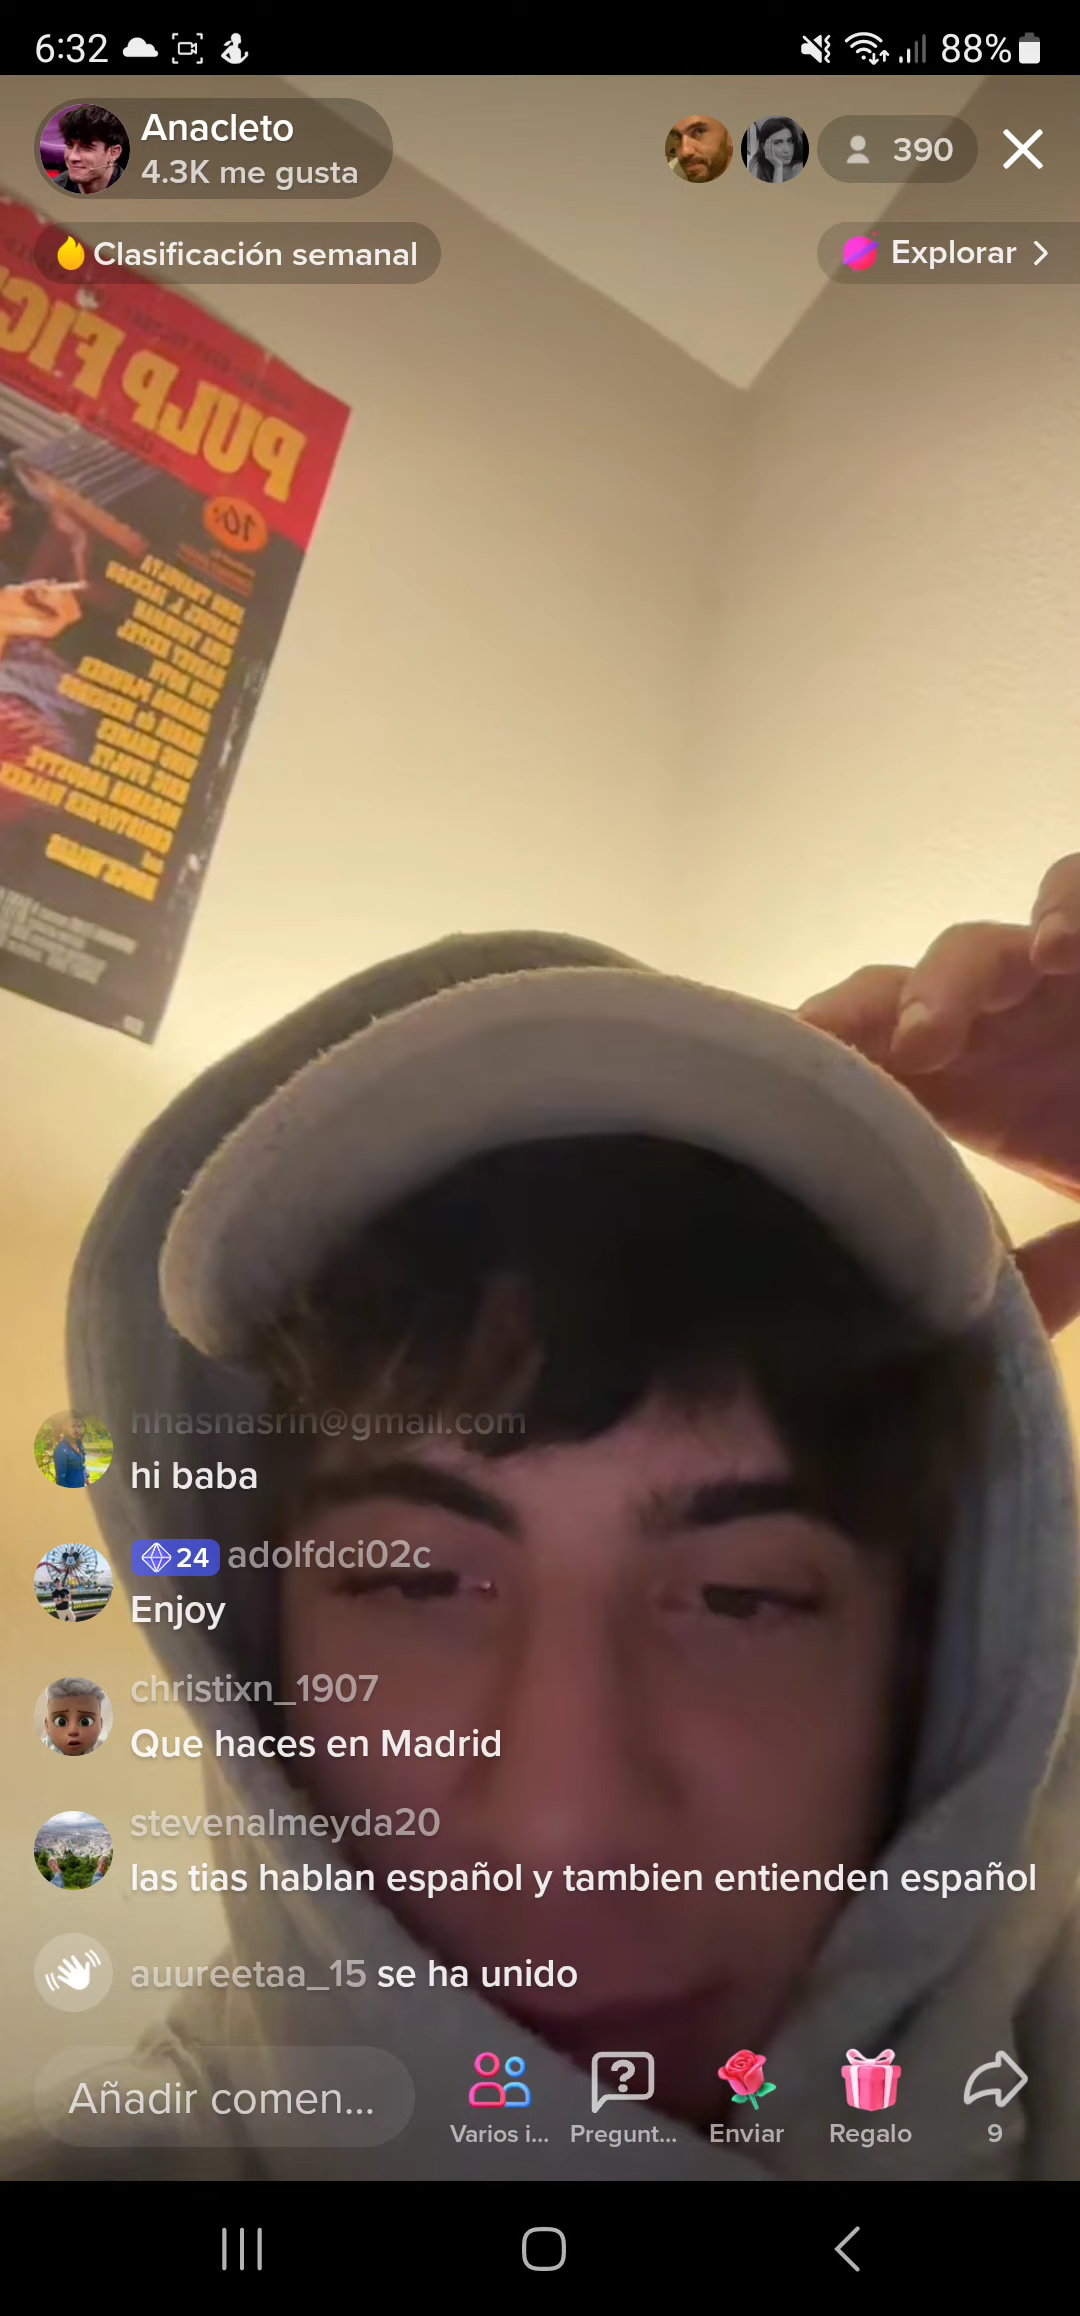 6:32
88%
Anacleto
4.3K me gusta
390
Clasificación semanal
Explorar
PULP FIC
10¢
hhasnasrin@gmail.com
hi baba
24 adolfdci02c
Enjoy
christixn_1907
Que haces en Madrid
stevenalmeyda20
las tias hablan español y tambien entienden español
auureetaa_15 se ha unido
Añadir comen...
Varios i...
Pregunt...
Enviar
Regalo
9